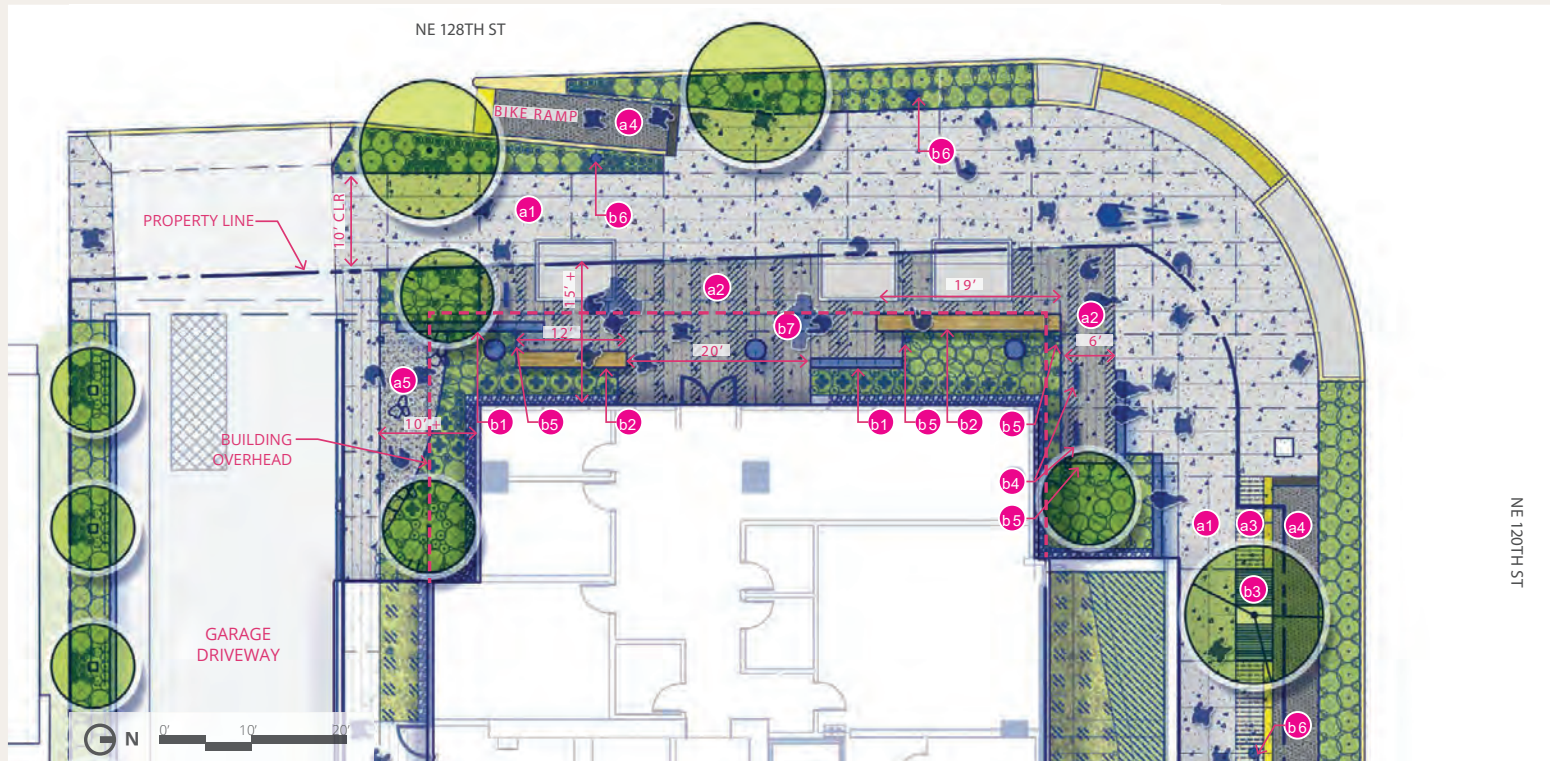 NE 128TH ST
BIKE RAMP
a4
b6
b6
a1
PROPERTY LINE
10' CLR
a2
15' +
19'
a2
b7
12'
20'
6'
a5
10' +
b1
b5
b2
b1
b5
b2
b5
BUILDING
OVERHEAD
b4
b5
a1
a3
a4
NE 120TH ST
b3
GARAGE
DRIVEWAY
b6
N
0'
10'
20'